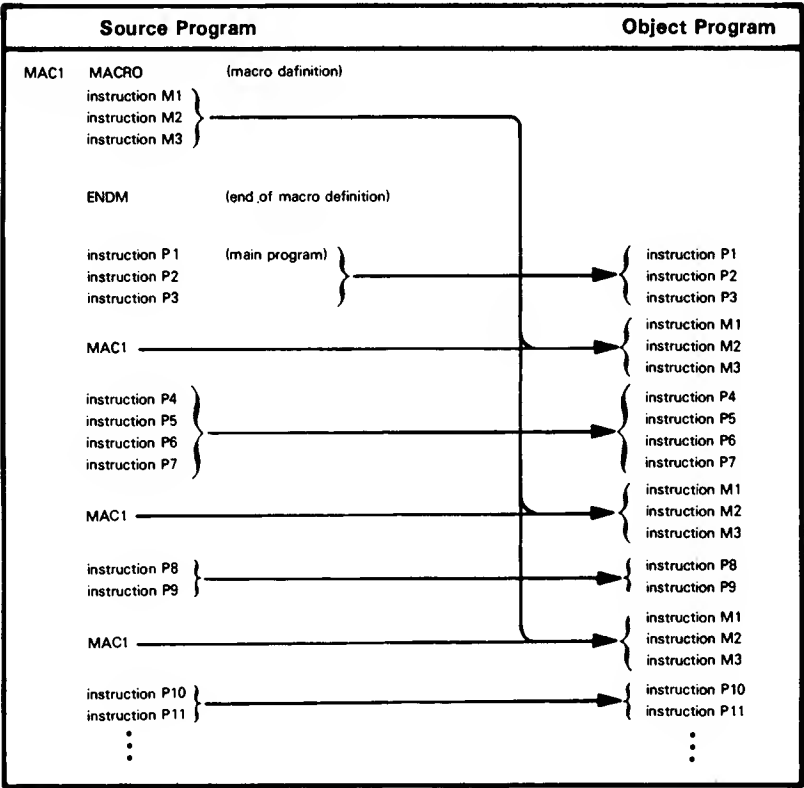 Source Program Object Program
MAC1 MACRO (macro dafinition)
instruction M1
instruction M2
instruction M3
ENDM (end of macro definition)
instruction P1 (main program) instruction P1
instruction P2 instruction P2
instruction P3 instruction P3
instruction M1
MAC1 instruction M2
instruction M3
instruction P4 instruction P4
instruction P5 instruction P5
instruction P6 instruction P6
instruction P7 instruction P7
instruction M1
MAC1 instruction M2
instruction M3
instruction P8 instruction P8
instruction P9 instruction P9
instruction M1
MAC1 instruction M2
instruction M3
instruction P10 instruction P10
instruction P11 instruction P11